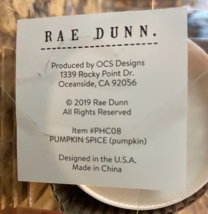 RAE DUNN.
Produced by OCS Designs
1339 Rocky Point Dr.
Oceanside, CA 92056
© 2019 Rae Dunn
All Rights Reserved
Item #PHC08
PUMPKIN SPICE (pumpkin)
Designed in the U.S.A.
Made in China